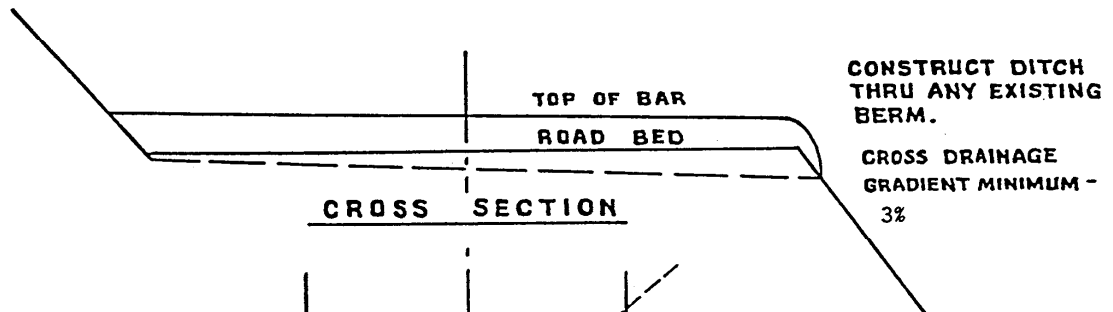 TOP OF BAR
ROAD BED
CROSS SECTION
CONSTRUCT DITCH
THRU ANY EXISTING
BERM.
CROSS DRAINAGE
GRADIENT MINIMUM -
3%